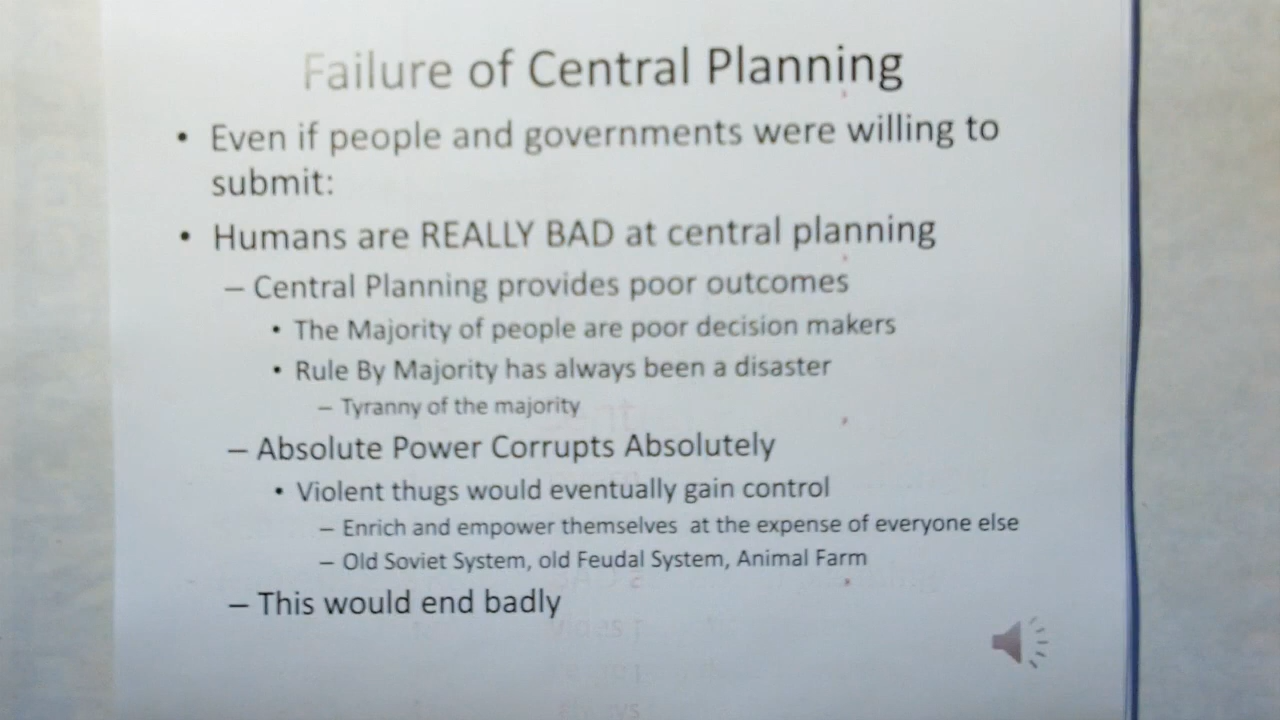 Failure of Central Planning
• Even if people and governments were willing to
submit:
• Humans are REALLY BAD at central planning
– Central Planning provides poor outcomes
• The Majority of people are poor decision makers
• Rule By Majority has always been a disaster
– Tyranny of the majority
– Absolute Power Corrupts Absolutely
• Violent thugs would eventually gain control
– Enrich and empower themselves  at the expense of everyone else
– Old Soviet System, old Feudal System, Animal Farm
– This would end badly